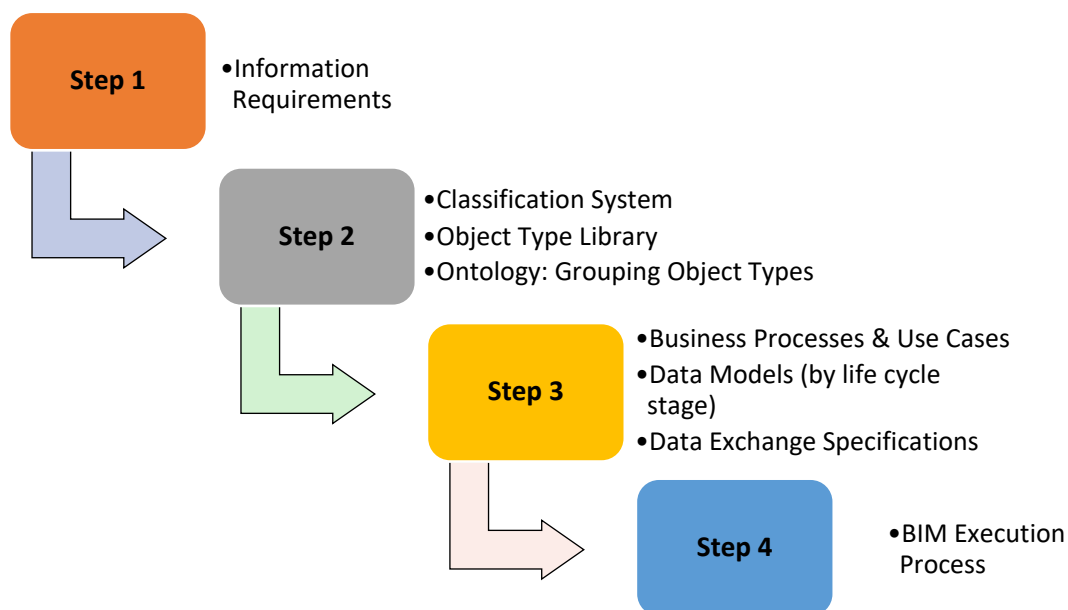 Step 1
•Information
Requirements
Step 2
•Classification System
•Object Type Library
•Ontology: Grouping Object Types
Step 3
•Business Processes & Use Cases
•Data Models (by life cycle
stage)
•Data Exchange Specifications
Step 4
•BIM Execution
Process